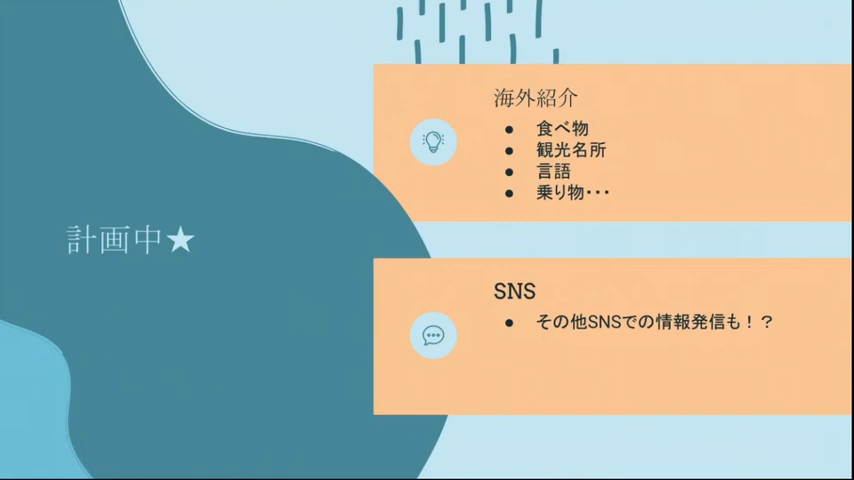 計画中★
海外紹介
● 食べ物
● 観光名所
● 言語
● 乗り物･･･
SNS
● その他SNSでの情報発信も！？